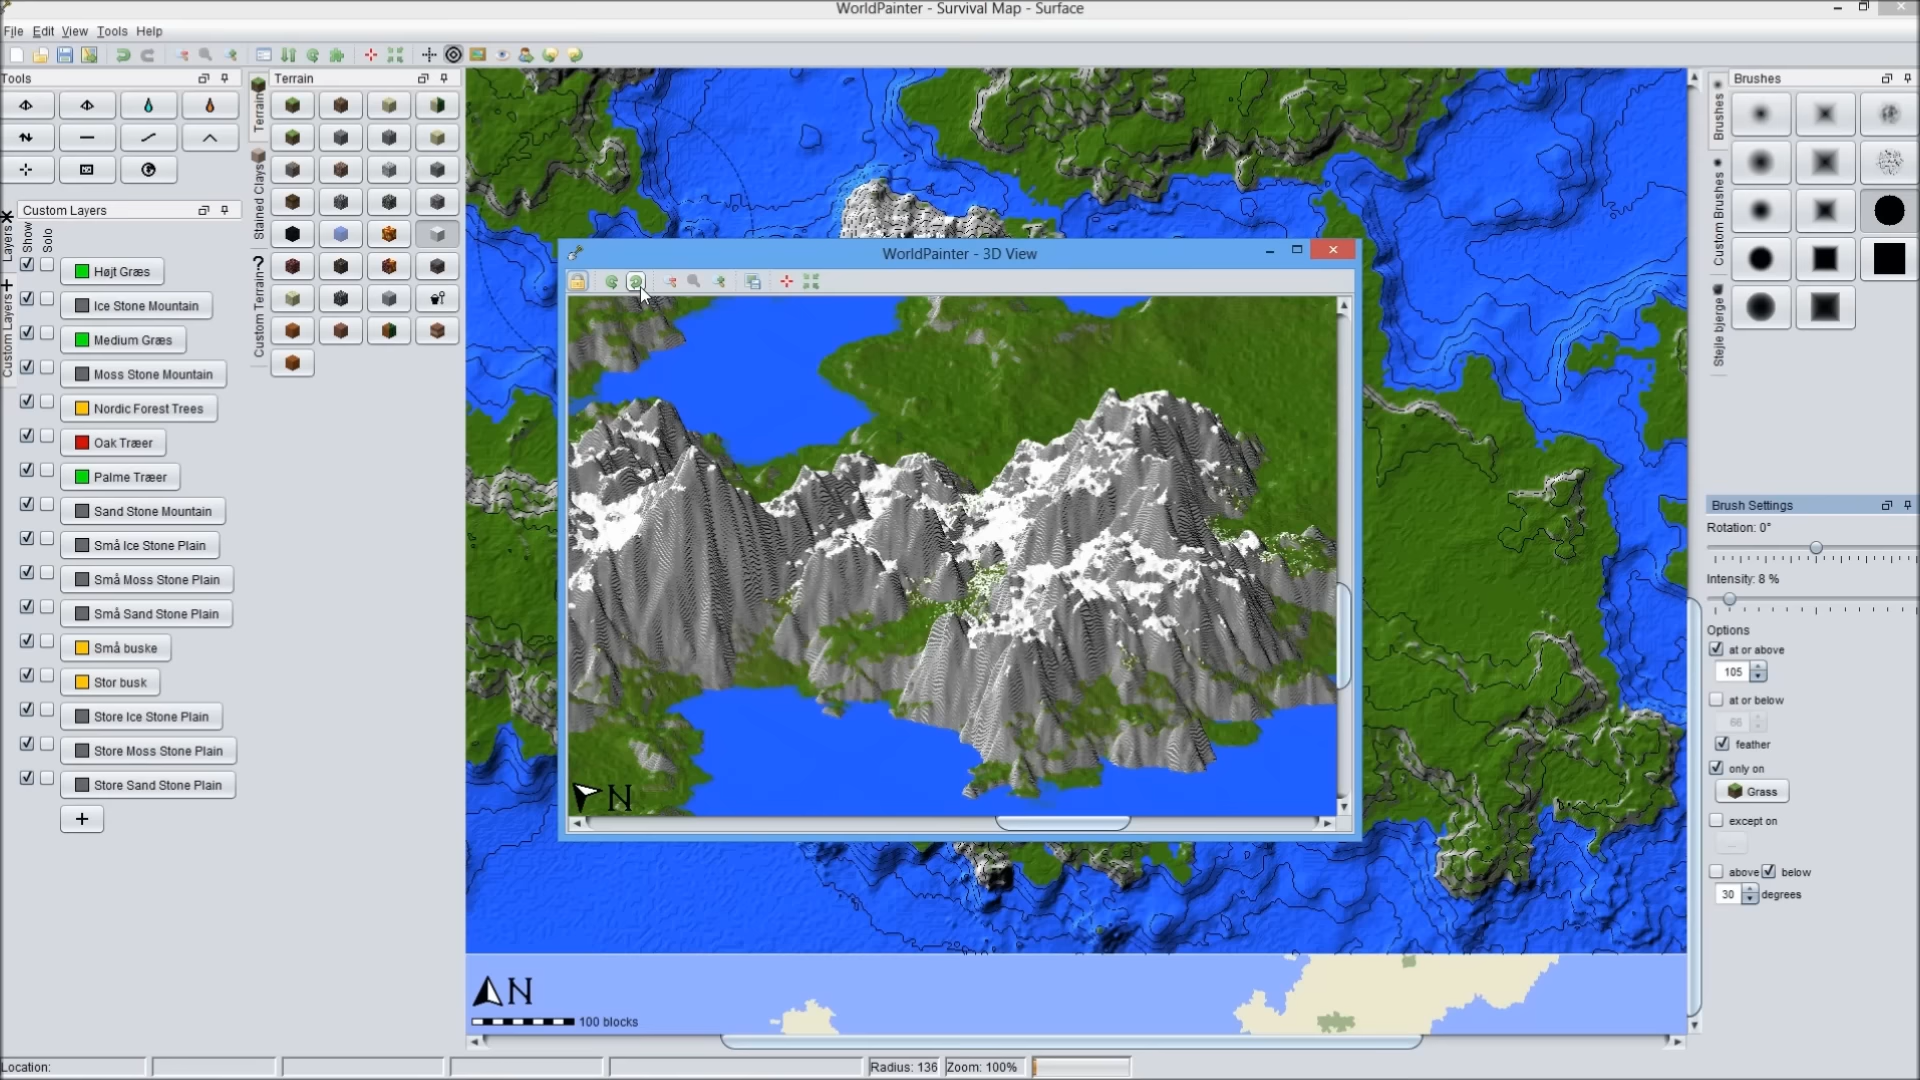 WorldPainter - Survival Map - Surface
File Edit View Tools Help
Tools
Terrain
Brushes
Terrain
Stained Clays
Custom Terrain
Brushes
Custom Brushes
Stejle bjerge
Layers
Custom Layers
Custom Layers
Show
Solo
Højt Græs
Ice Stone Mountain
Medium Græs
Moss Stone Mountain
Nordic Forest Trees
Oak Træer
Palme Træer
Sand Stone Mountain
Små Ice Stone Plain
Små Moss Stone Plain
Små Sand Stone Plain
Små buske
Stor busk
Store Ice Stone Plain
Store Moss Stone Plain
Store Sand Stone Plain
+
WorldPainter - 3D View
N
N
100 blocks
Brush Settings
Rotation: 0°
Intensity: 8 %
Options
at or above
105
at or below
66
feather
only on
Grass
except on
...
above below
30 degrees
Location:
Radius: 136
Zoom: 100%